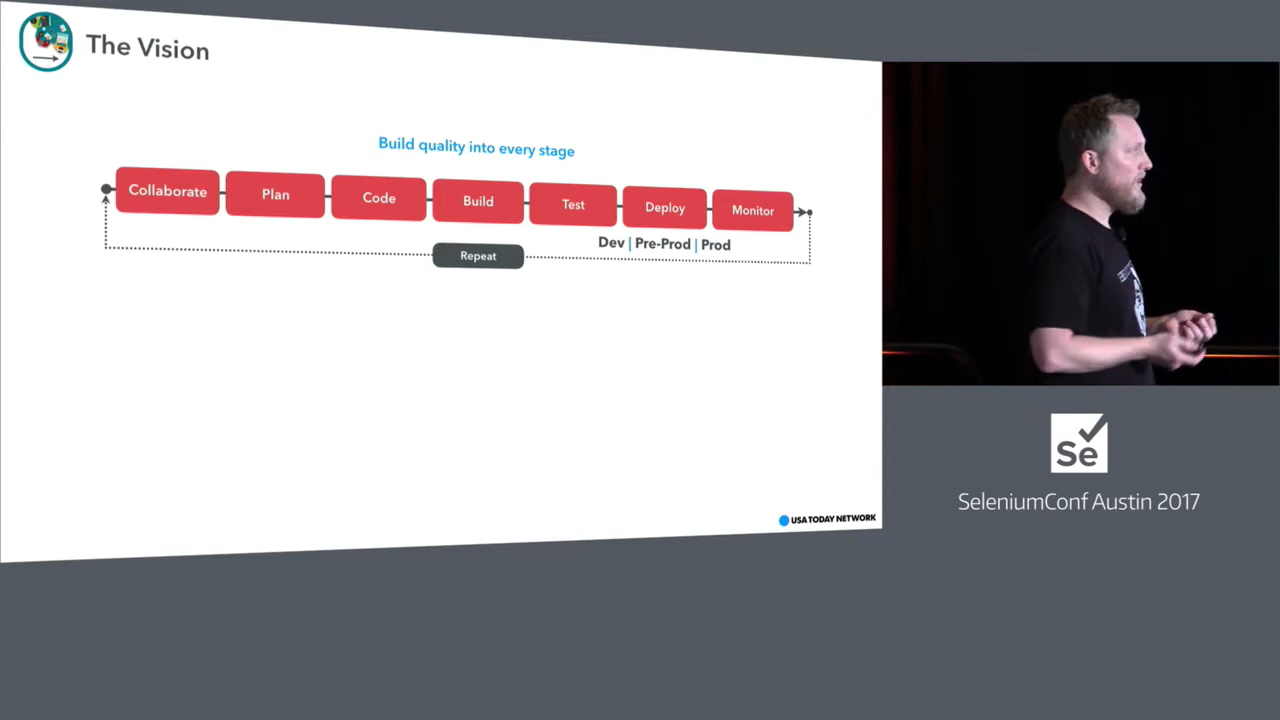 The Vision
Build quality into every stage
Collaborate
Plan
Code
Build
Test
Deploy
Monitor
Dev | Pre-Prod | Prod
Repeat
USA TODAY NETWORK
Se
SeleniumConf Austin 2017